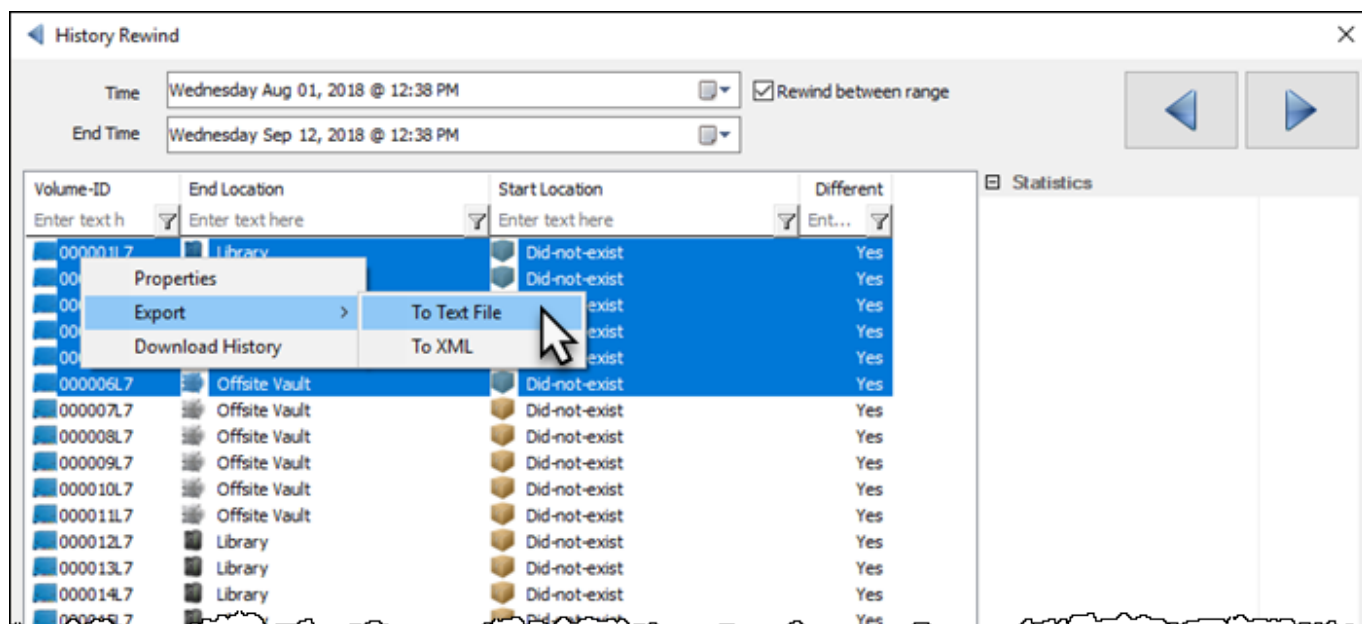 History Rewind
Time Wednesday Aug 01, 2018 @ 12:38 PM Rewind between range
End Time Wednesday Sep 12, 2018 @ 12:38 PM
Volume-ID End Location Start Location Different Statistics
Enter text h Enter text here Enter text here Ent...
000001L7 Library Did-not-exist Yes
Properties Did-not-exist Yes
Export > To Text File exist Yes
Download History To XML exist Yes
000006L7 Offsite Vault Did-not-exist Yes
000007L7 Offsite Vault Did-not-exist Yes
000008L7 Offsite Vault Did-not-exist Yes
000009L7 Offsite Vault Did-not-exist Yes
000010L7 Offsite Vault Did-not-exist Yes
000011L7 Offsite Vault Did-not-exist Yes
000012L7 Library Did-not-exist Yes
000013L7 Library Did-not-exist Yes
000014L7 Library Did-not-exist Yes
Yes